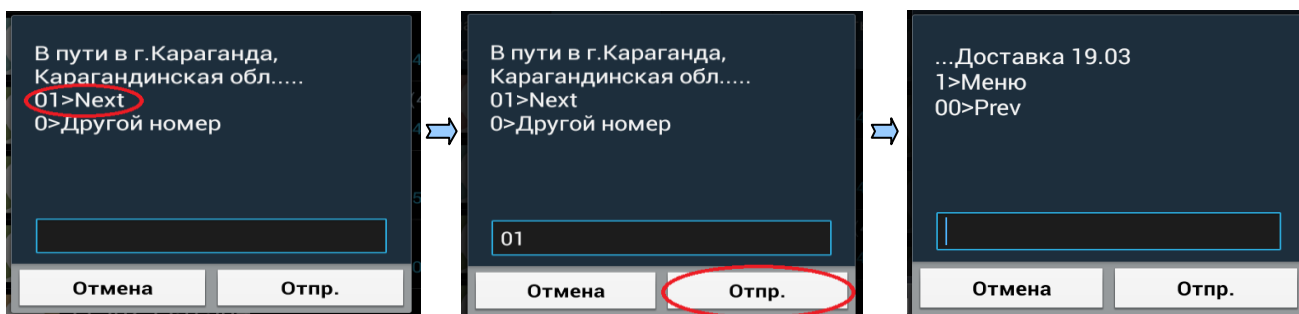 В пути в г.Караганда,
Карагандинская обл.....
01>Next
0>Другой номер
Отмена
Отпр.
В пути в г.Караганда,
Карагандинская обл.....
01>Next
0>Другой номер
01
Отмена
Отпр.
...Доставка 19.03
1>Меню
00>Prev
Отмена
Отпр.